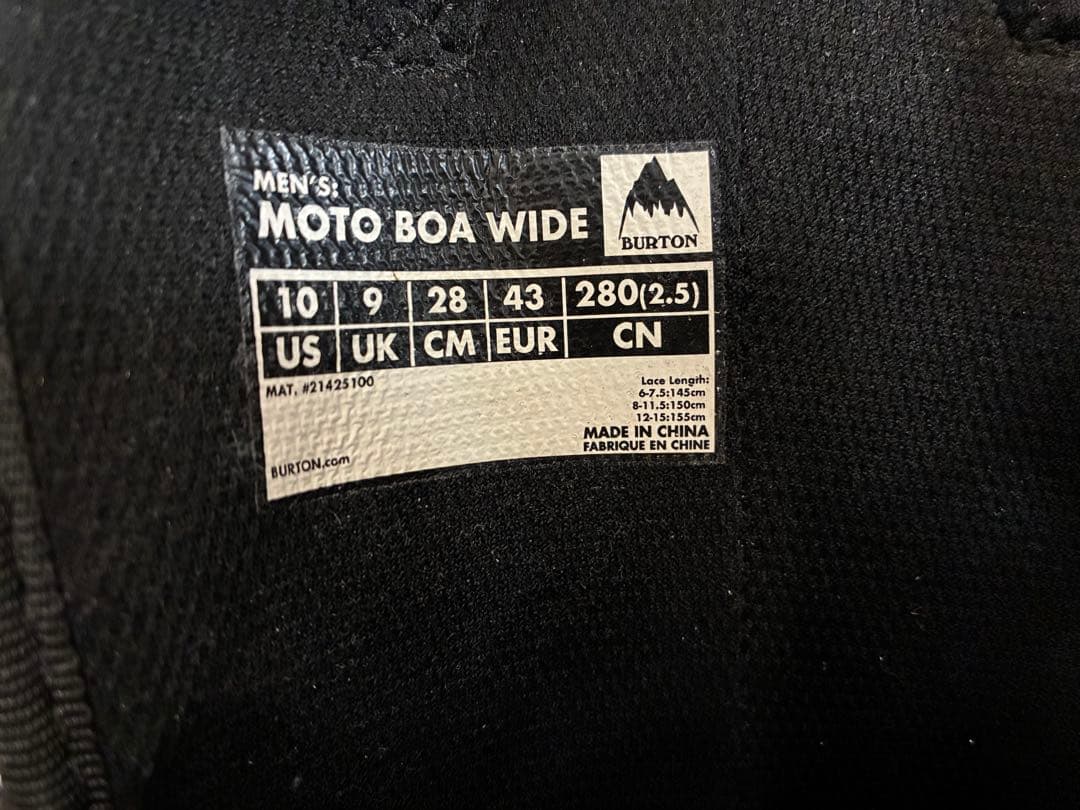 MEN'S:
MOTO BOA WIDE
BURTON
10 9 28 43 280(2.5)
US UK CM EUR CN
MAT. #21425100
Lace Length:
6-7.5:145cm
8-11.5:150cm
12-15:155cm
MADE IN CHINA
FABRIQUE EN CHINE
BURTON.com